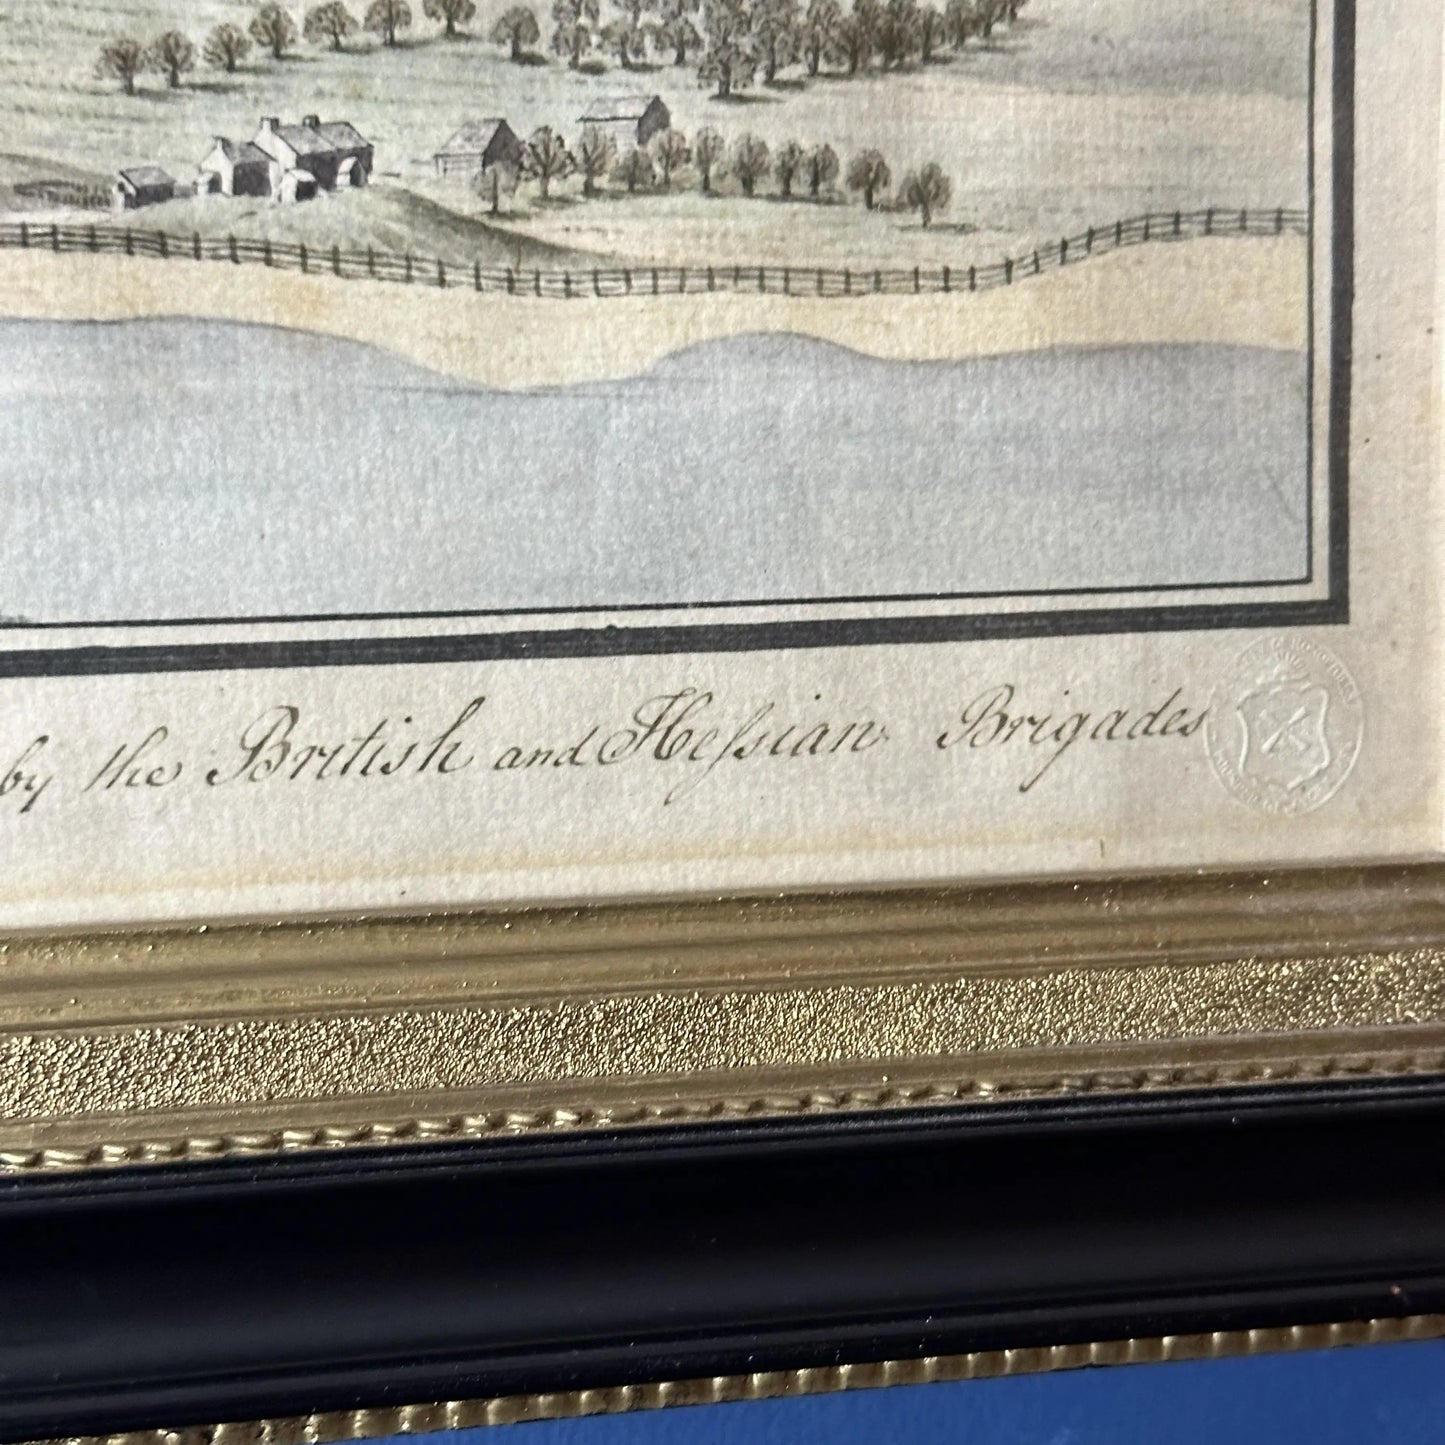 by the British and Heſsian Brigades